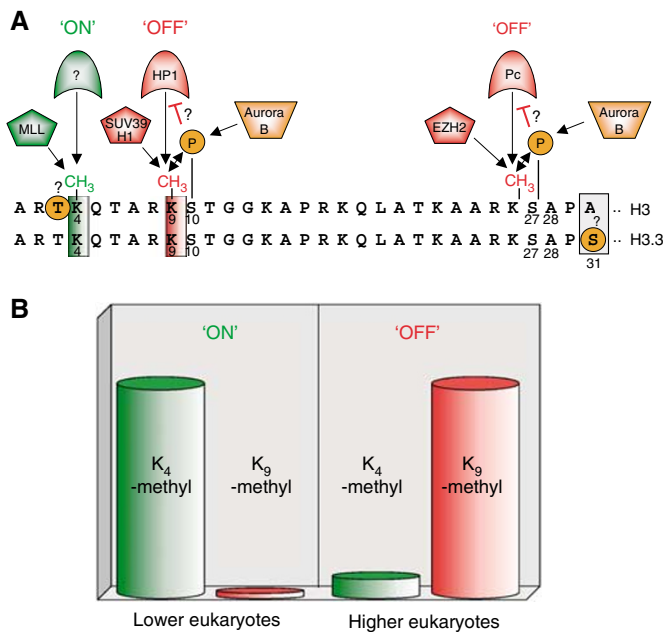 A
'ON' 'OFF' 'OFF'
? HP1 Pc
? ?
MLL SUV39 H1 P Aurora B EZH2 P Aurora B
? CH3 CH3 CH3
A R T K Q T A R K S T G G K A P R K Q L A T K A A R K S A P A ·· H3
4 9 10 27 28 ?
A R T K Q T A R K S T G G K A P R K Q L A T K A A R K S A P S ·· H3.3
4 9 10 27 28 31
B
'ON' 'OFF'
K4 K9 K4 K9
-methyl -methyl -methyl -methyl
Lower eukaryotes Higher eukaryotes